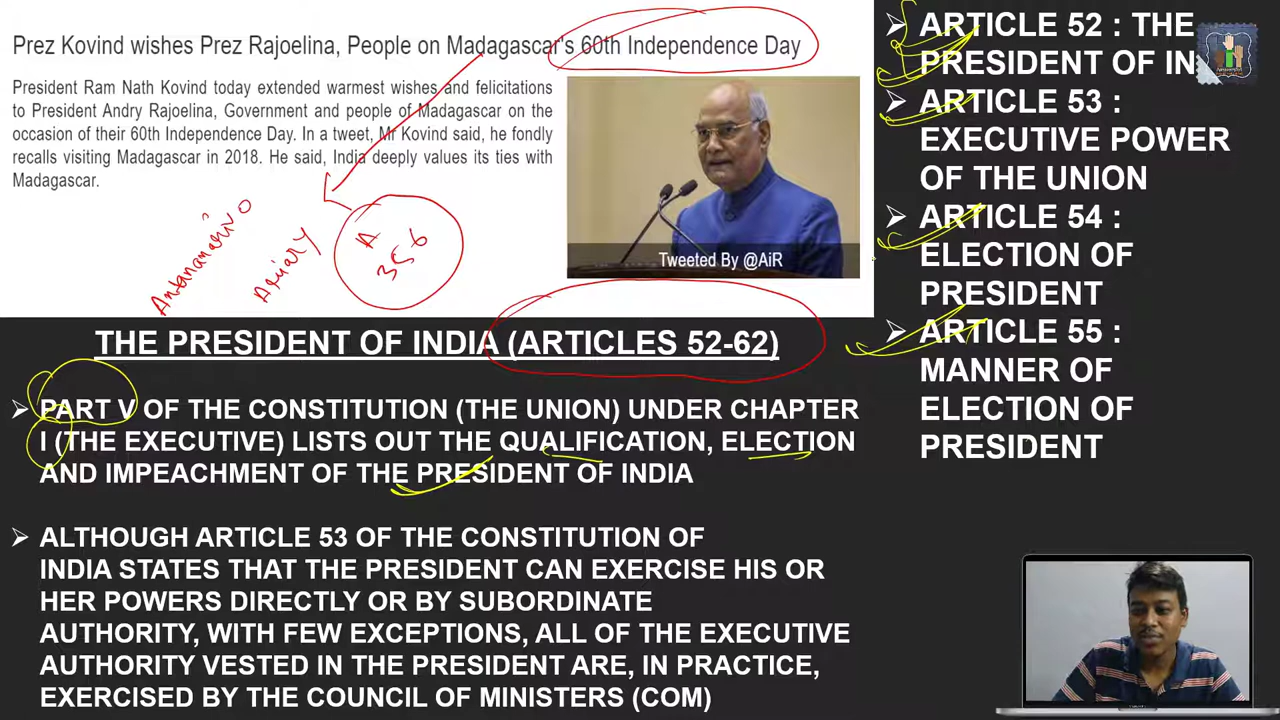 Prez Kovind wishes Prez Rajoelina, People on Madagascar's 60th Independence Day
President Ram Nath Kovind today extended warmest wishes and felicitations
to President Andry Rajoelina, Government and people of Madagascar on the
occasion of their 60th Independence Day. In a tweet, Mr Kovind said, he fondly
recalls visiting Madagascar in 2018. He said, India deeply values its ties with
Madagascar.
Ariary
A
356
Tweeted By @AiR
THE PRESIDENT OF INDIA (ARTICLES 52-62)
➢ PART V OF THE CONSTITUTION (THE UNION) UNDER CHAPTER
I (THE EXECUTIVE) LISTS OUT THE QUALIFICATION, ELECTION
AND IMPEACHMENT OF THE PRESIDENT OF INDIA
➢ ALTHOUGH ARTICLE 53 OF THE CONSTITUTION OF
INDIA STATES THAT THE PRESIDENT CAN EXERCISE HIS OR
HER POWERS DIRECTLY OR BY SUBORDINATE
AUTHORITY, WITH FEW EXCEPTIONS, ALL OF THE EXECUTIVE
AUTHORITY VESTED IN THE PRESIDENT ARE, IN PRACTICE,
EXERCISED BY THE COUNCIL OF MINISTERS (COM)
➢ ARTICLE 52 : THE
PRESIDENT OF IN
➢ ARTICLE 53 :
EXECUTIVE POWER
OF THE UNION
➢ ARTICLE 54 :
ELECTION OF
PRESIDENT
➢ ARTICLE 55 :
MANNER OF
ELECTION OF
PRESIDENT